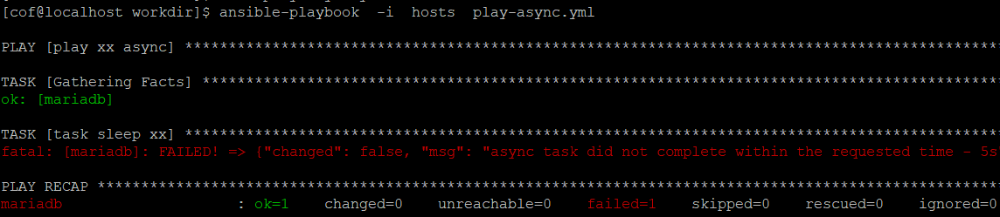 [cof@localhost workdir]$ ansible-playbook  -i  hosts  play-async.yml
PLAY [play xx async] **********************************************************************************************
TASK [Gathering Facts] ********************************************************************************************
ok: [mariadb]
TASK [task sleep xx] **********************************************************************************************
fatal: [mariadb]: FAILED! => {"changed": false, "msg": "async task did not complete within the requested time - 5s
PLAY RECAP ********************************************************************************************************
mariadb                    : ok=1    changed=0    unreachable=0    failed=1    skipped=0    rescued=0    ignored=0